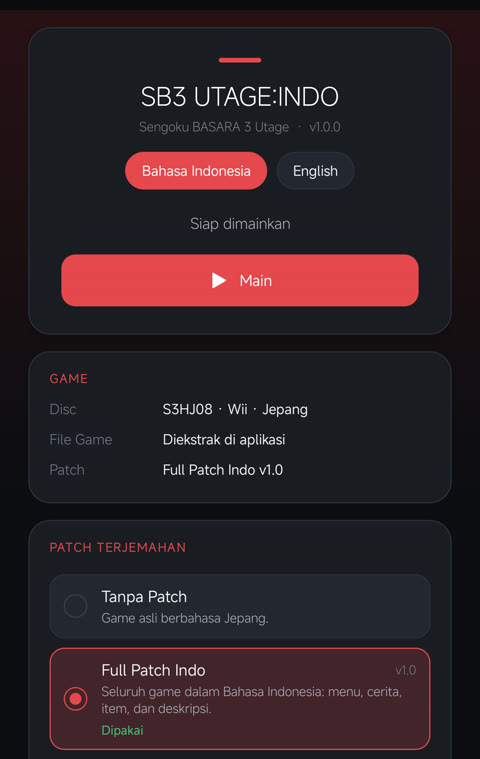 SB3 UTAGE:INDO
Sengoku BASARA 3 Utage · v1.0.0
Bahasa Indonesia English
Siap dimainkan
Main
GAME
Disc S3HJ08 · Wii · Jepang
File Game Diekstrak di aplikasi
Patch Full Patch Indo v1.0
PATCH TERJEMAHAN
Tanpa Patch
Game asli berbahasa Jepang.
Full Patch Indo v1.0
Seluruh game dalam Bahasa Indonesia: menu, cerita,
item, dan deskripsi.
Dipakai